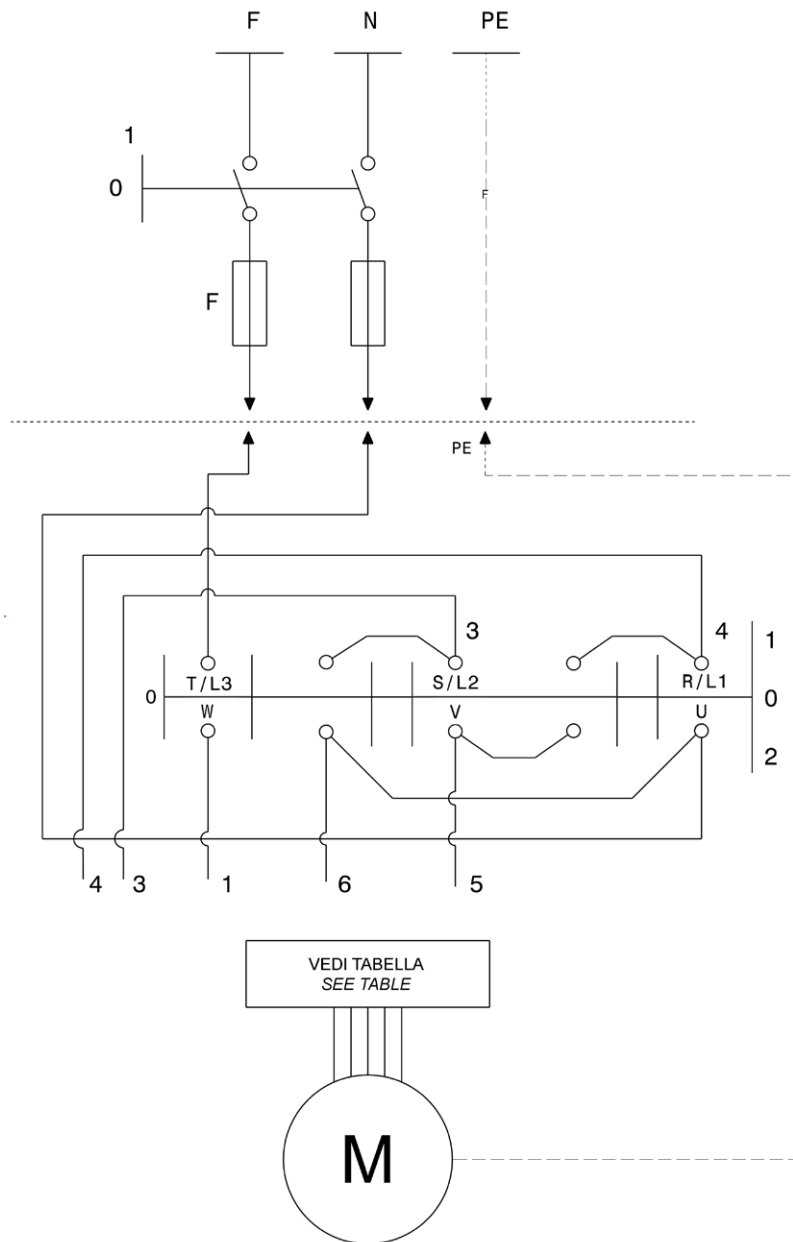 F N PE
1
0
F
F
PE
3 4 1
T/L3 S/L2 R/L1
0 0
W V U
2
4 3 1 6 5
VEDI TABELLA
SEE TABLE
M